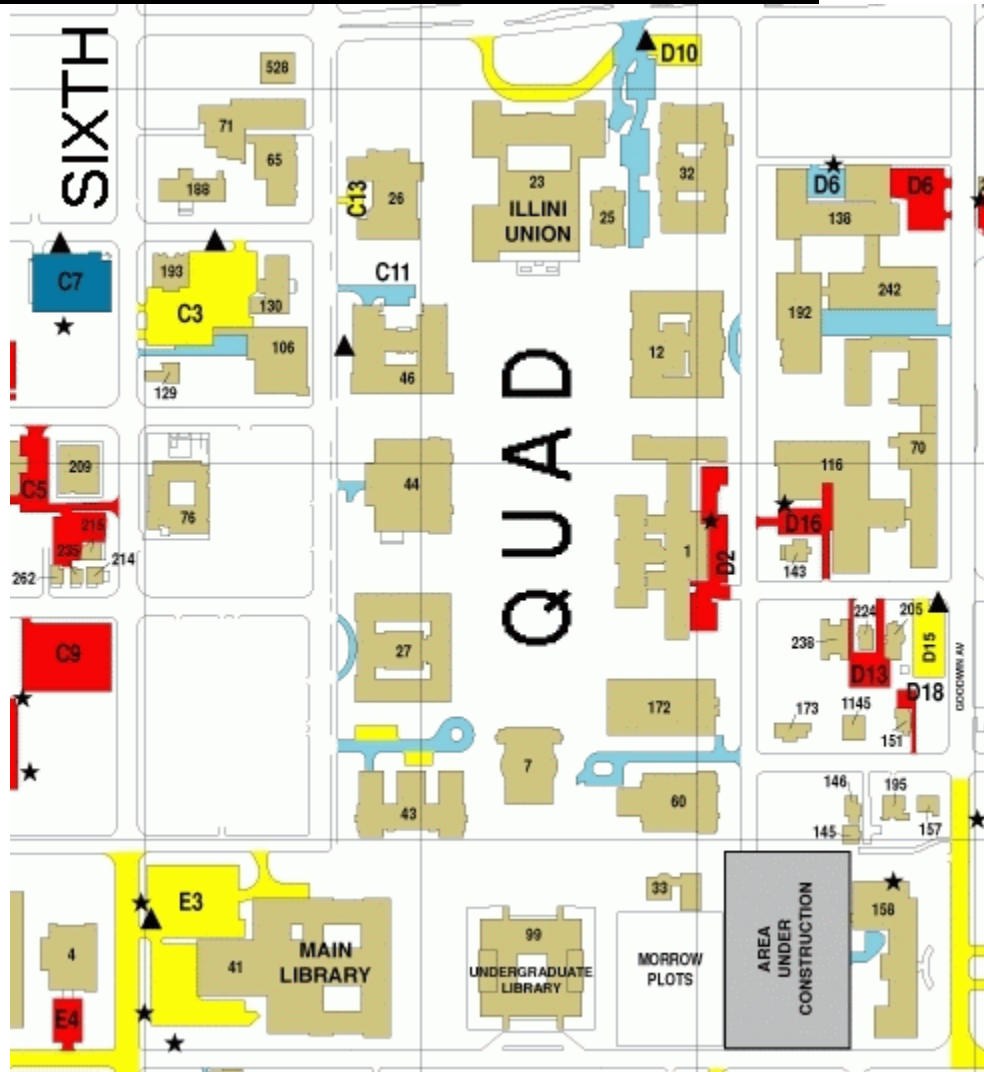 SIXTH
528
D10
71
65
188
C13
26
23
ILLINI
UNION
25
32
D6
D6
138
C7
193
C3
130
C11
106
129
46
12
242
192
QUAD
C5
209
76
44
116
70
215
235
262
214
1
D2
D16
143
C9
27
224
205
238
D15
D13
D18
GOODWIN AV
172
173
1145
151
7
43
60
146
195
145
157
E3
4
41
MAIN
LIBRARY
E4
99
UNDERGRADUATE
LIBRARY
33
MORROW
PLOTS
AREA
UNDER
CONSTRUCTION
158